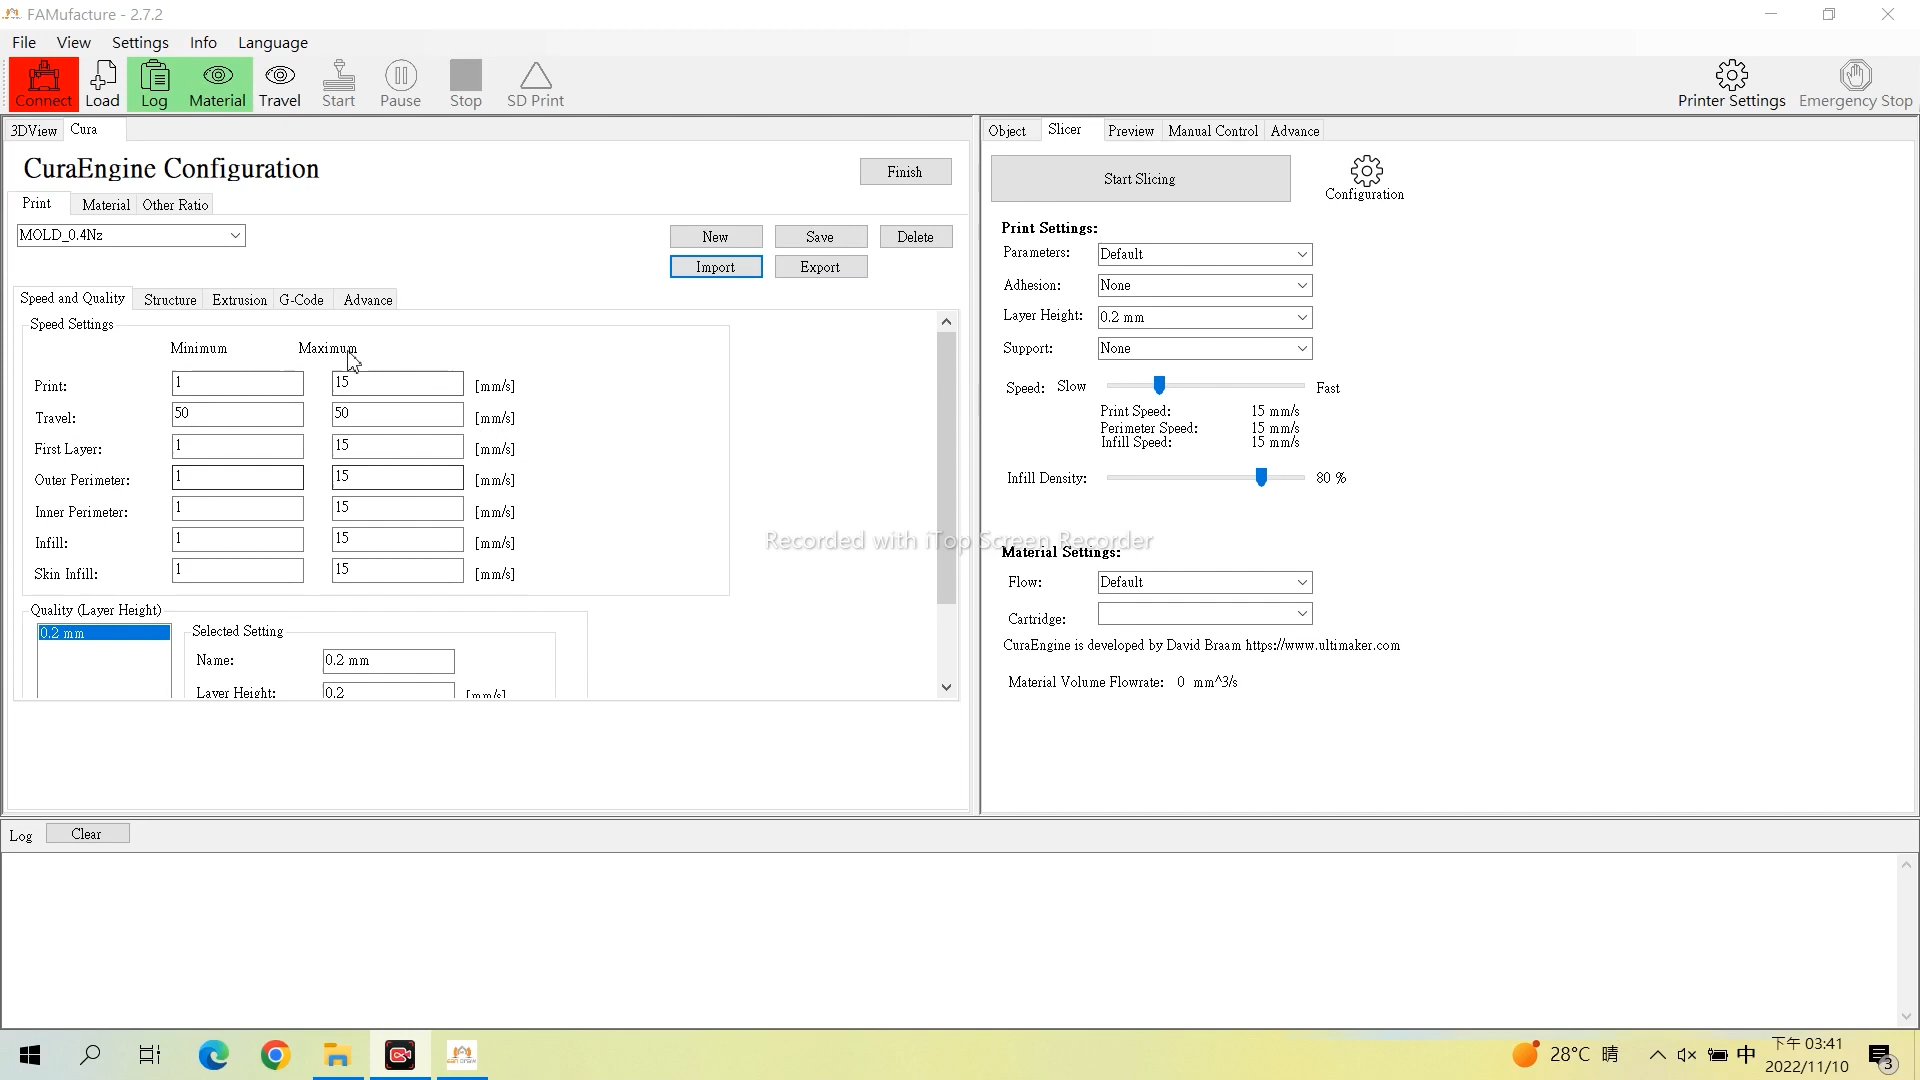 FAMufacture - 2.7.2
File View Settings Info Language
Connect Load Log Material Travel Start Pause Stop SD Print Printer Settings Emergency Stop
3DView Cura
CuraEngine Configuration
Finish
Print Material Other Ratio
MOLD_0.4Nz
New Save Delete
Import Export
Speed and Quality Structure Extrusion G-Code Advance
Speed Settings
Minimum Maximum
Print: 1 15 [mm/s]
Travel: 50 50 [mm/s]
First Layer: 1 15 [mm/s]
Outer Perimeter: 1 15 [mm/s]
Inner Perimeter: 1 15 [mm/s]
Infill: 1 15 [mm/s]
Skin Infill: 1 15 [mm/s]
Quality (Layer Height)
0.2 mm
Selected Setting
Name: 0.2 mm
Layer Height: 0.2 [mm/s]
Object Slicer Preview Manual Control Advance
Start Slicing
Configuration
Print Settings:
Parameters: Default
Adhesion: None
Layer Height: 0.2 mm
Support: None
Speed: Slow Fast
Print Speed: 15 mm/s
Perimeter Speed: 15 mm/s
Infill Speed: 15 mm/s
Infill Density: 80 %
Recorded with iTop Screen Recorder
Material Settings:
Flow: Default
Cartridge:
CuraEngine is developed by David Braam https://www.ultimaker.com
Material Volume Flowrate: 0 mm^3/s
Log Clear
28°C 晴
中
下午 03:41
2022/11/10
3